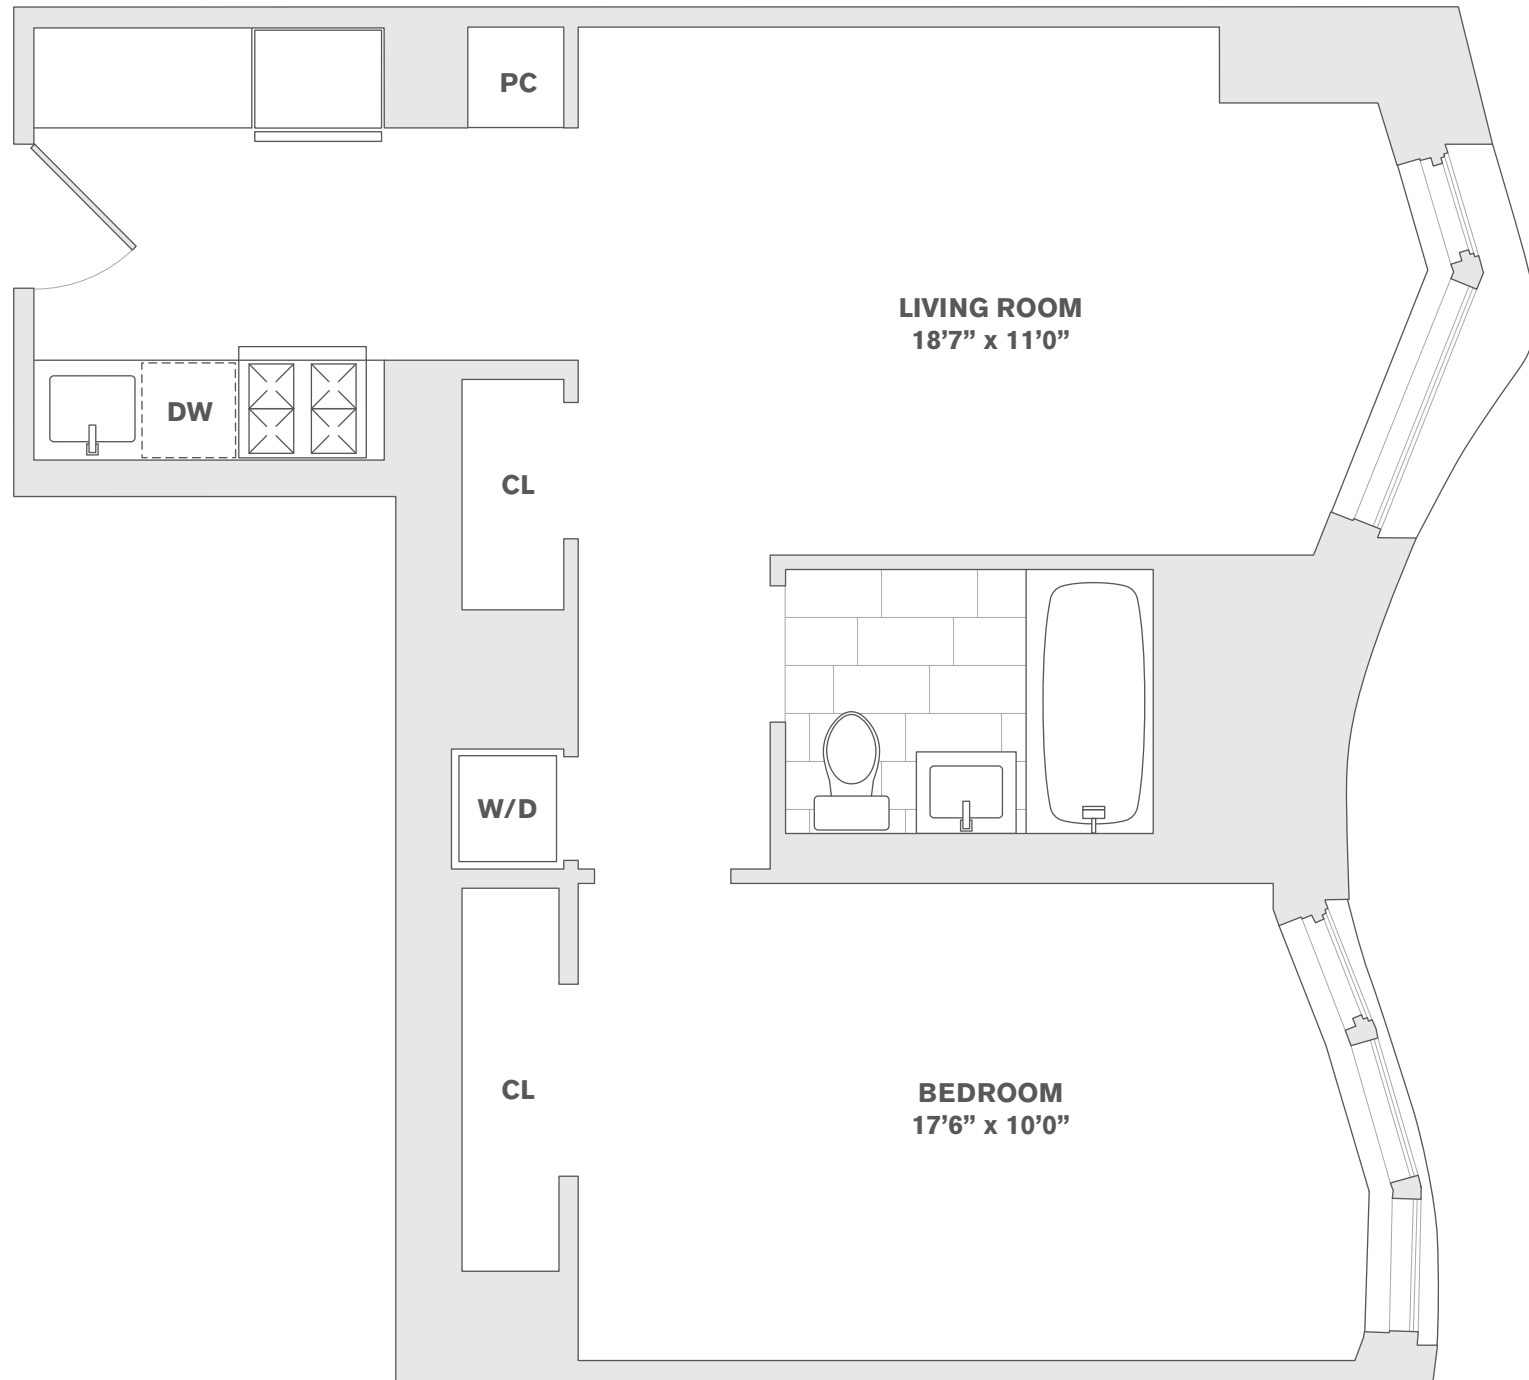 PC
LIVING ROOM
18’7” x 11’0”
DW
CL
W/D
CL
BEDROOM
17’6” x 10’0”